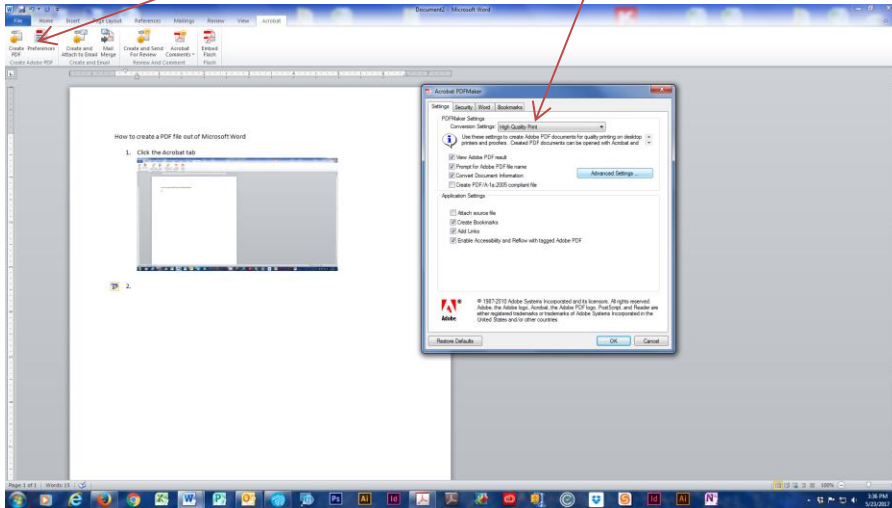 Document2 - Microsoft Word
File Home Insert Page Layout References Mailings Review View Acrobat
Create PDF
Preferences
Create and Attach to Email
Mail Merge
Create and Send For Review
Acrobat Comments
Embed Flash
Create Adobe PDF
Create and Email
Review And Comment
Flash
How to create a PDF file out of Microsoft Word
1. Click the Acrobat tab
2.
Acrobat PDFMaker
Settings Security Word Bookmarks
PDFMaker Settings
Conversion Settings: High Quality Print
Use these settings to create Adobe PDF documents for quality printing on desktop
printers and proofers. Created PDF documents can be opened with Acrobat and
View Adobe PDF result
Prompt for Adobe PDF file name
Convert Document Information
Advanced Settings ...
Create PDF/A-1a:2005 compliant file
Application Settings
Attach source file
Create Bookmarks
Add Links
Enable Accessibility and Reflow with tagged Adobe PDF
Adobe
© 1987-2010 Adobe Systems Incorporated and its licensors. All rights reserved.
Adobe, the Adobe logo, Acrobat, the Adobe PDF logo, PostScript, and Reader are
either registered trademarks or trademarks of Adobe Systems Incorporated in the
United States and/or other countries.
Restore Defaults OK Cancel
Page: 1 of 1 Words: 15 100%
Ps Ai Id Id Ai N
3:36 PM
5/23/2017